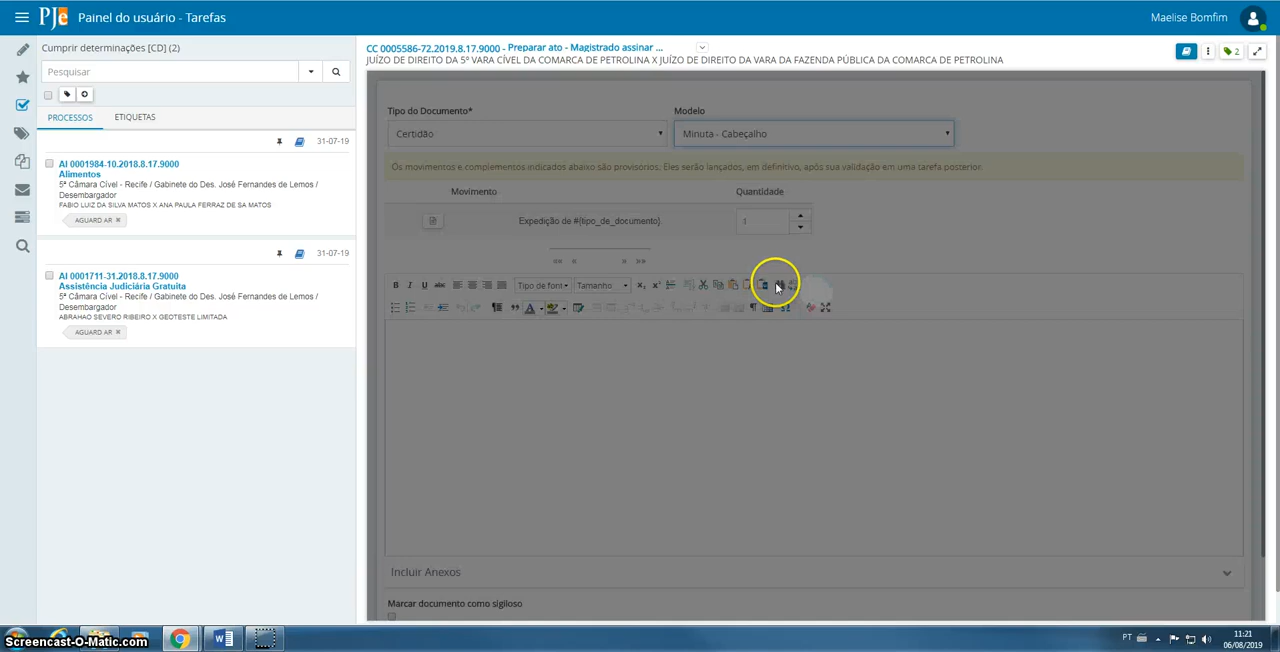 PJe Painel do usuário - Tarefas
Maelise Bomfim
Cumprir determinações [CD] (2)
Pesquisar
PROCESSOS ETIQUETAS
31-07-19
AI 0001984-10.2018.8.17.9000
Alimentos
5ª Câmara Cível - Recife / Gabinete do Des. José Fernandes de Lemos /
Desembargador
FABIO LUIZ DA SILVA MATOS X ANA PAULA FERRAZ DE SA MATOS
AGUARD AR
31-07-19
AI 0001711-31.2018.8.17.9000
Assistência Judiciária Gratuita
5ª Câmara Cível - Recife / Gabinete do Des. José Fernandes de Lemos /
Desembargador
ABRAHAO SEVERO RIBEIRO X GEOTESTE LIMITADA
AGUARD AR
CC 0005586-72.2019.8.17.9000 - Preparar ato - Magistrado assinar ...
2
JUÍZO DE DIREITO DA 5ª VARA CÍVEL DA COMARCA DE PETROLINA X JUÍZO DE DIREITO DA VARA DA FAZENDA PÚBLICA DA COMARCA DE PETROLINA
Tipo do Documento* Modelo
Certidão Minuta - Cabeçalho
Os movimentos e complementos indicados abaixo são provisórios. Eles serão lançados, em definitivo, após sua validação em uma tarefa posterior.
Movimento Quantidade
Expedição de #{tipo_de_documento}. 1
Tipo de font Tamanho
Incluir Anexos
Marcar documento como sigiloso
Screencast-O-Matic.com
PT
11:21
06/08/2019